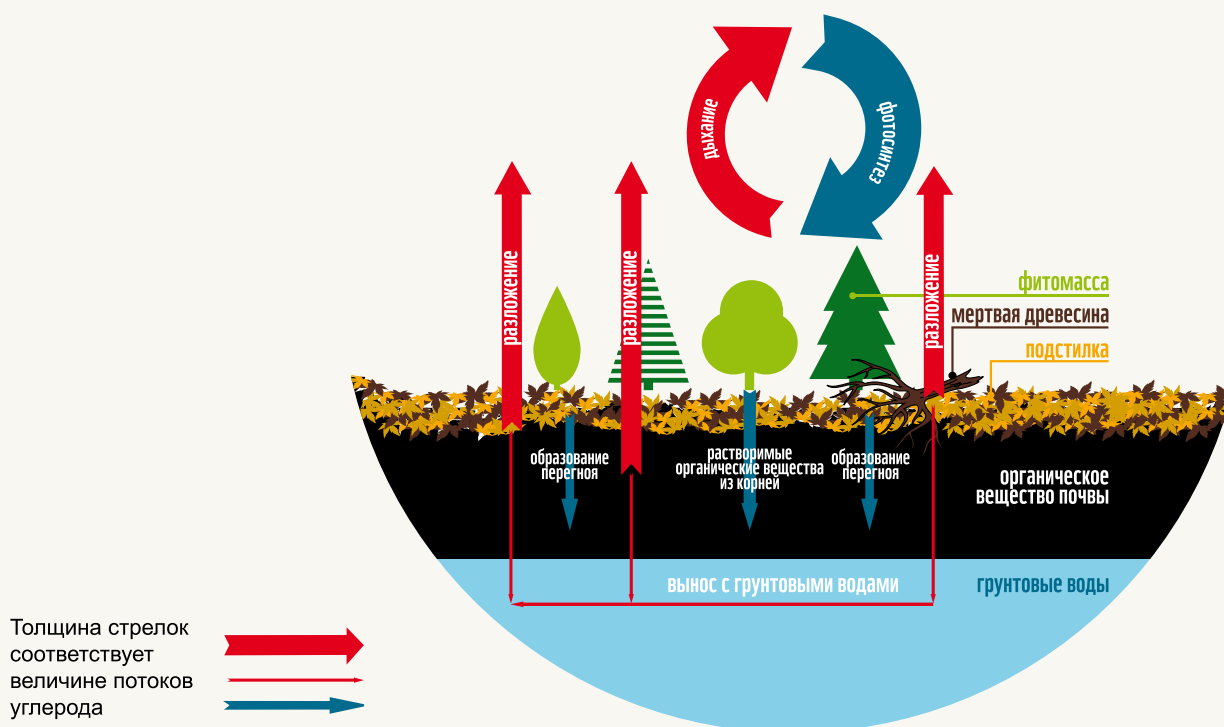 дыхание
фотосинтез
разложение
разложение
разложение
фитомасса
мертвая древесина
подстилка
образование
перегноя
растворимые
органические вещества
из корней
образование
перегноя
органическое
вещество почвы
вынос с грунтовыми водами
грунтовые воды
Толщина стрелок
соответствует
величине потоков
углерода